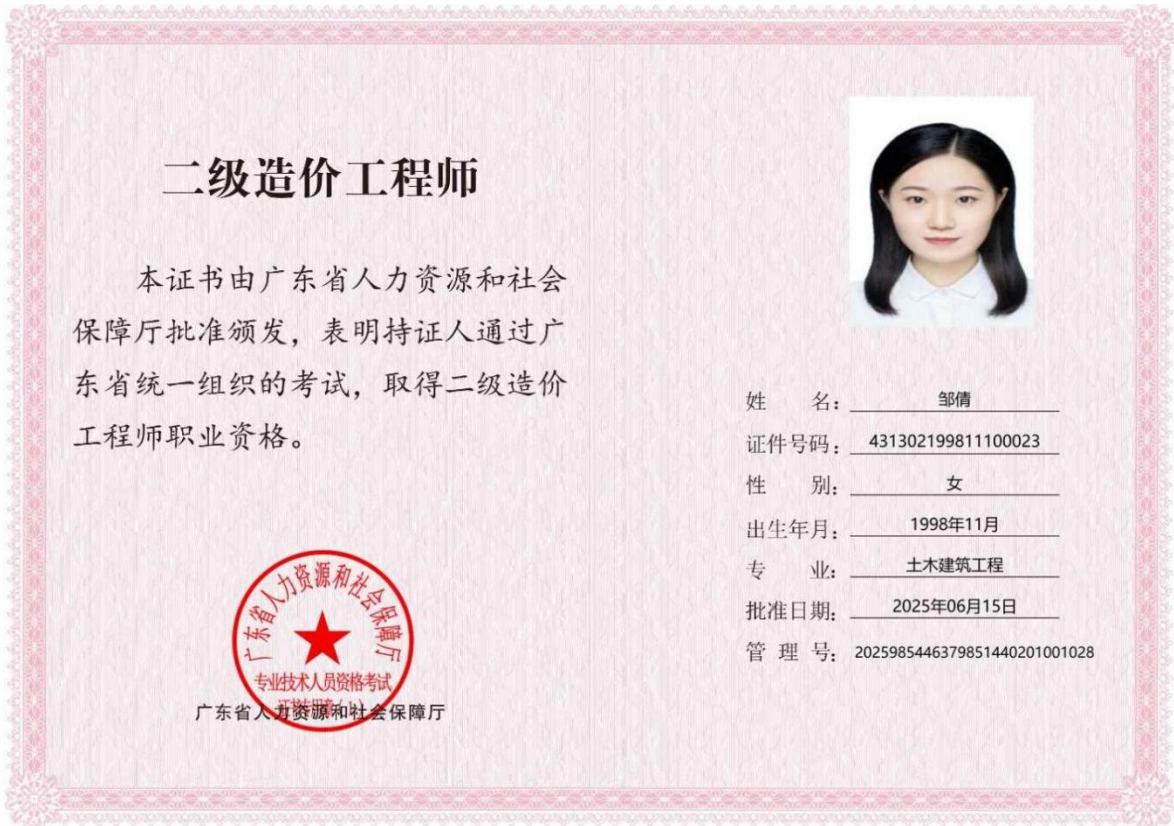 二级造价工程师
本证书由广东省人力资源和社会
保障厅批准颁发，表明持证人通过广
东省统一组织的考试，取得二级造价
工程师职业资格。
广东省人力资源和社会保障厅
专业技术人员资格考试
广东省人力资源和社会保障厅
姓 名：邹倩
证件号码：431302199811100023
性 别：女
出生年月：1998年11月
专 业：土木建筑工程
批准日期：2025年06月15日
管 理 号：2025985446379851440201001028